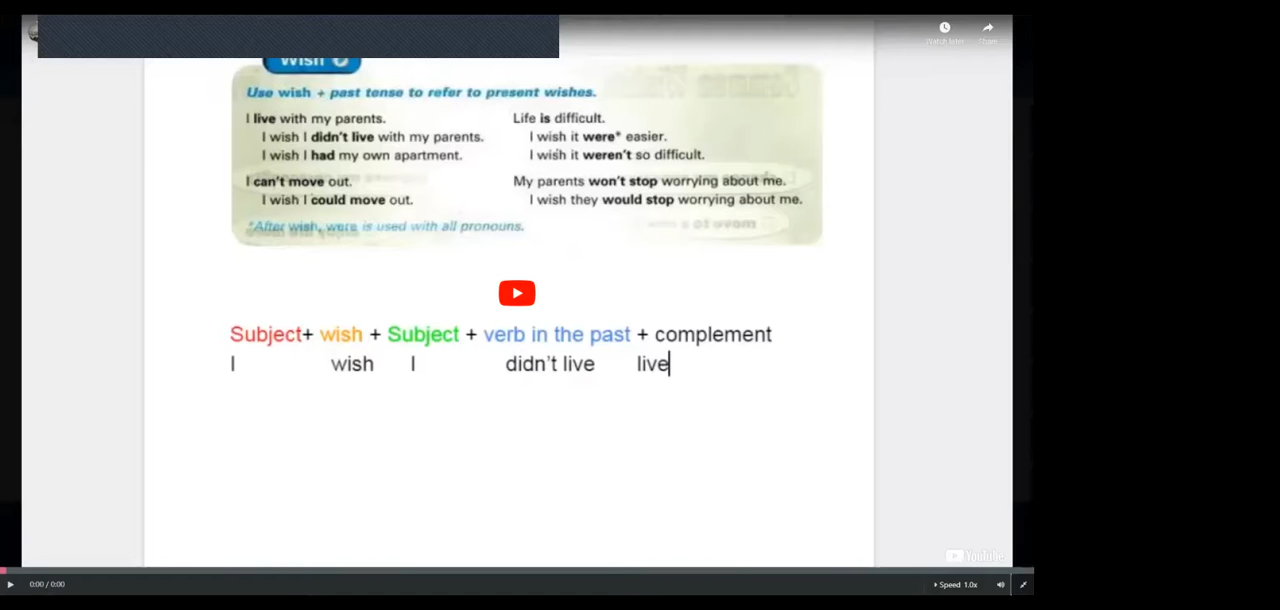 Watch later
Share
Wish
Use wish + past tense to refer to present wishes.
I live with my parents.
I wish I didn't live with my parents.
I wish I had my own apartment.
I can't move out.
I wish I could move out.
Life is difficult.
I wish it were* easier.
I wish it weren't so difficult.
My parents won't stop worrying about me.
I wish they would stop worrying about me.
*After wish, were is used with all pronouns.
Subject+ wish + Subject + verb in the past + complement
I wish I didn't live live
YouTube
0:00 / 0:00
Speed 1.0x